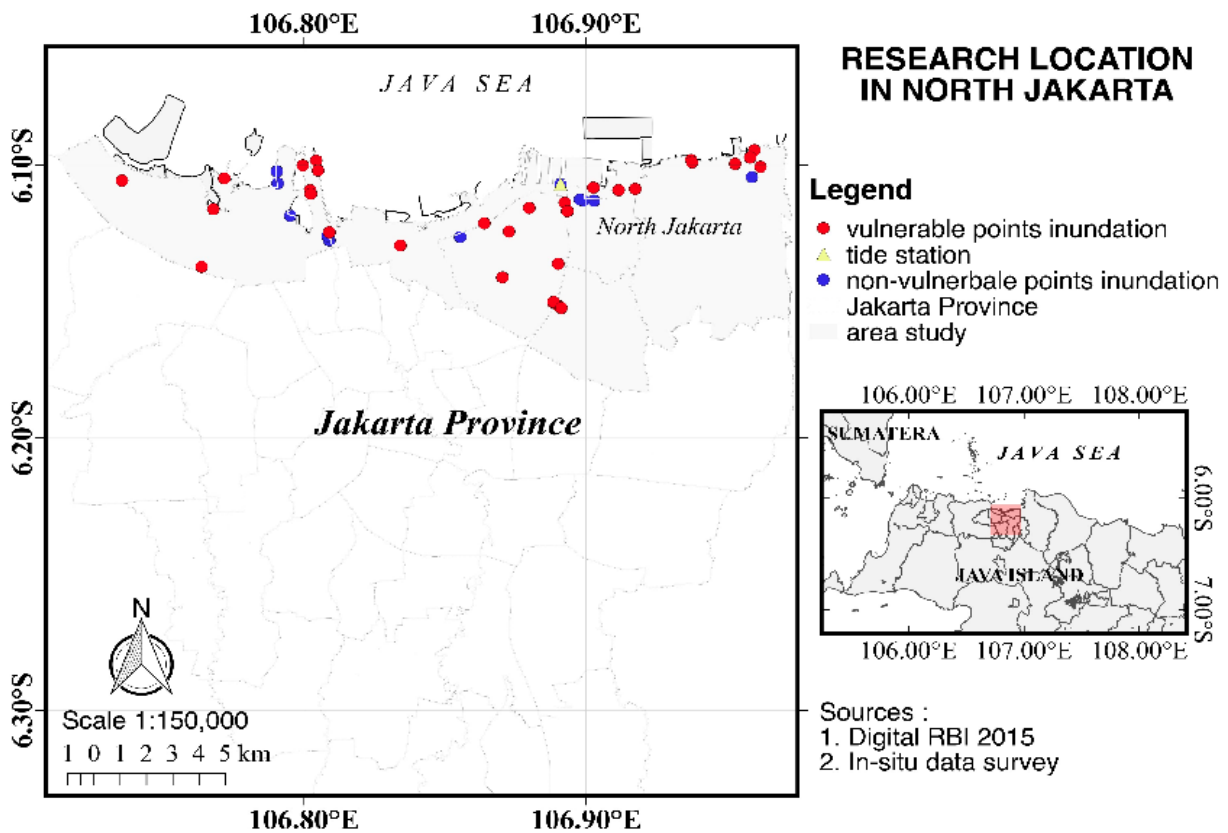 106.80°E 106.90°E
JAVA SEA
6.10°S
North Jakarta
6.20°S
Jakarta Province
6.30°S
N
Scale 1:150,000
1 0 1 2 3 4 5 km
106.80°E 106.90°E
RESEARCH LOCATION
IN NORTH JAKARTA
Legend
vulnerable points inundation
tide station
non-vulnerbale points inundation
Jakarta Province
area study
106.00°E 107.00°E 108.00°E
SUMATERA
JAVA SEA
6.00°S
JAVA ISLAND
7.00°S
106.00°E 107.00°E 108.00°E
Sources :
1. Digital RBI 2015
2. In-situ data survey